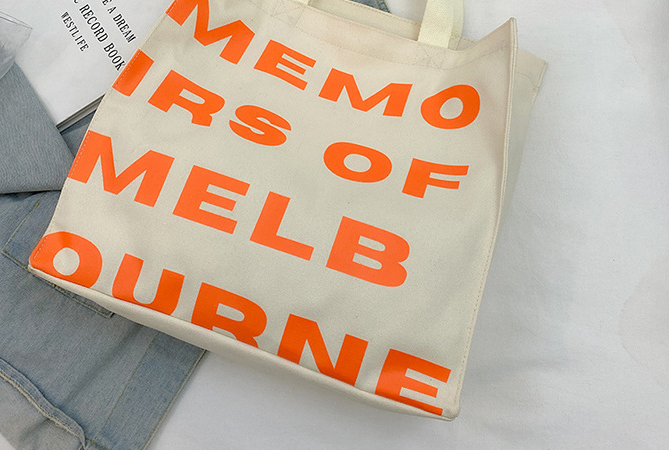 E A DREAM
C RECORD BOOK
WESTLIFE
MEMO
IRS OF
MELB
OURNE